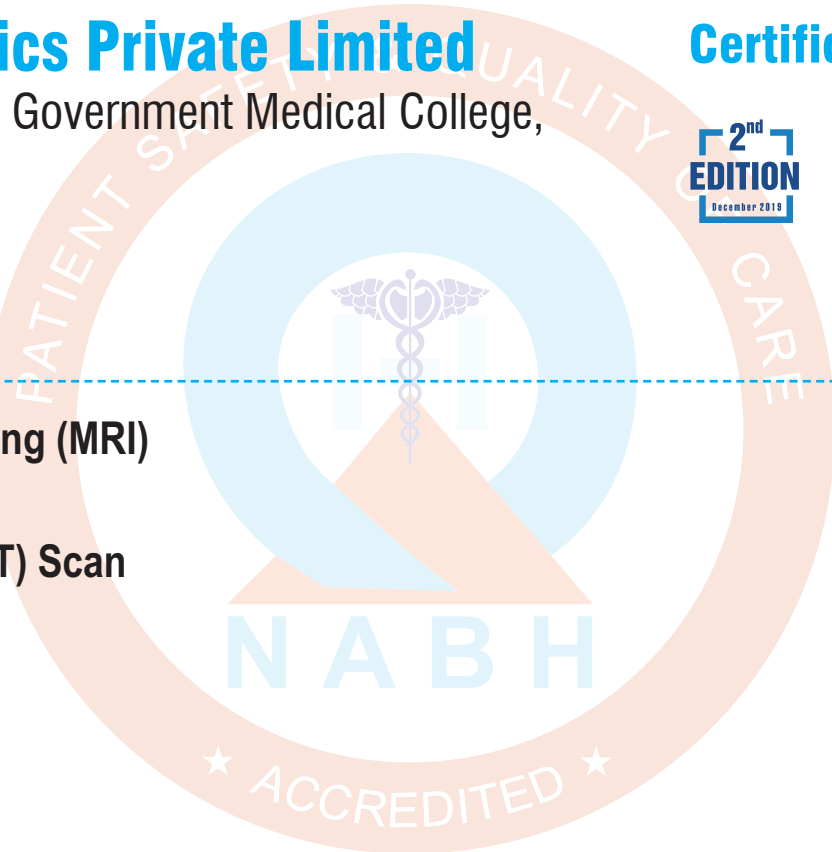 ics Private Limited
Certific
Government Medical College,
2nd
EDITION
December 2019
PATIENT SAFETY & QUALITY OF CARE
ing (MRI)
T) Scan
NABH
★ ACCREDITED ★